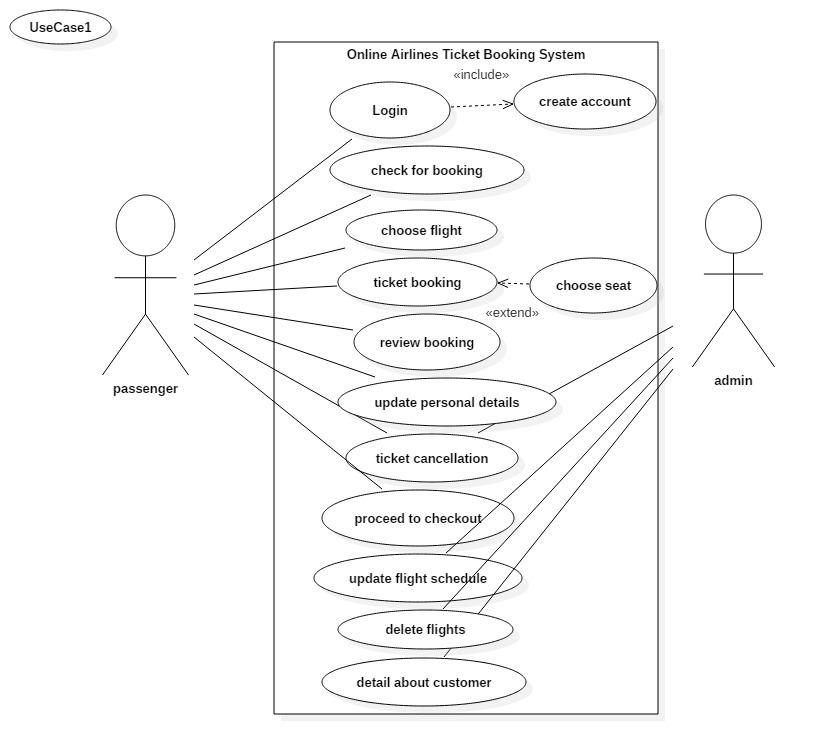 UseCase1
Online Airlines Ticket Booking System
«include»
Login
create account
check for booking
choose flight
ticket booking
choose seat
«extend»
review booking
passenger
admin
update personal details
ticket cancellation
proceed to checkout
update flight schedule
delete flights
detail about customer